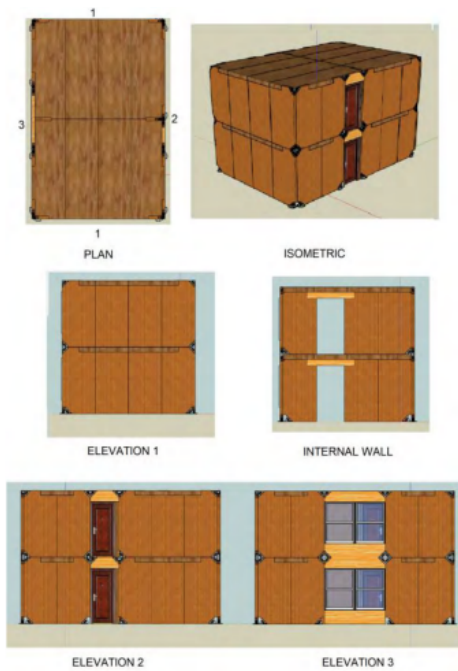 1
3
2
1
PLAN
ISOMETRIC
ELEVATION 1
INTERNAL WALL
ELEVATION 2
ELEVATION 3